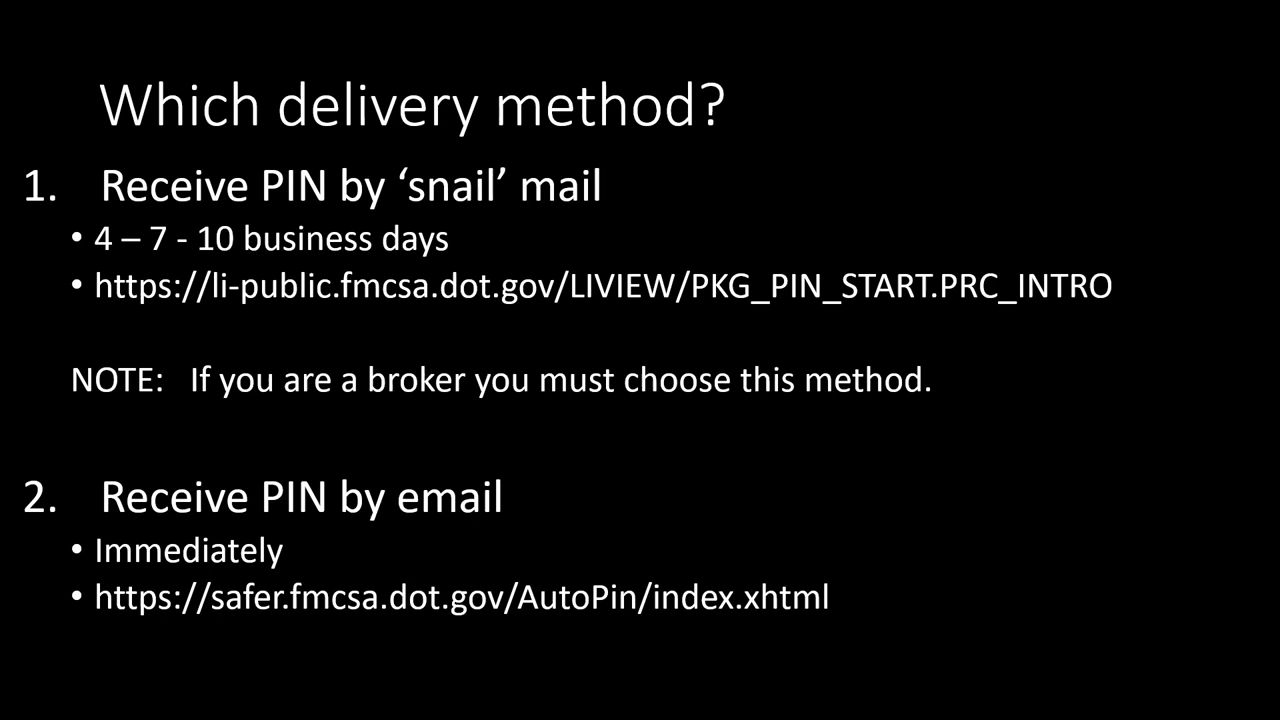 Which delivery method?
1. Receive PIN by ‘snail’ mail
• 4 – 7 - 10 business days
• https://li-public.fmcsa.dot.gov/LIVIEW/PKG_PIN_START.PRC_INTRO
NOTE: If you are a broker you must choose this method.
2. Receive PIN by email
• Immediately
• https://safer.fmcsa.dot.gov/AutoPin/index.xhtml